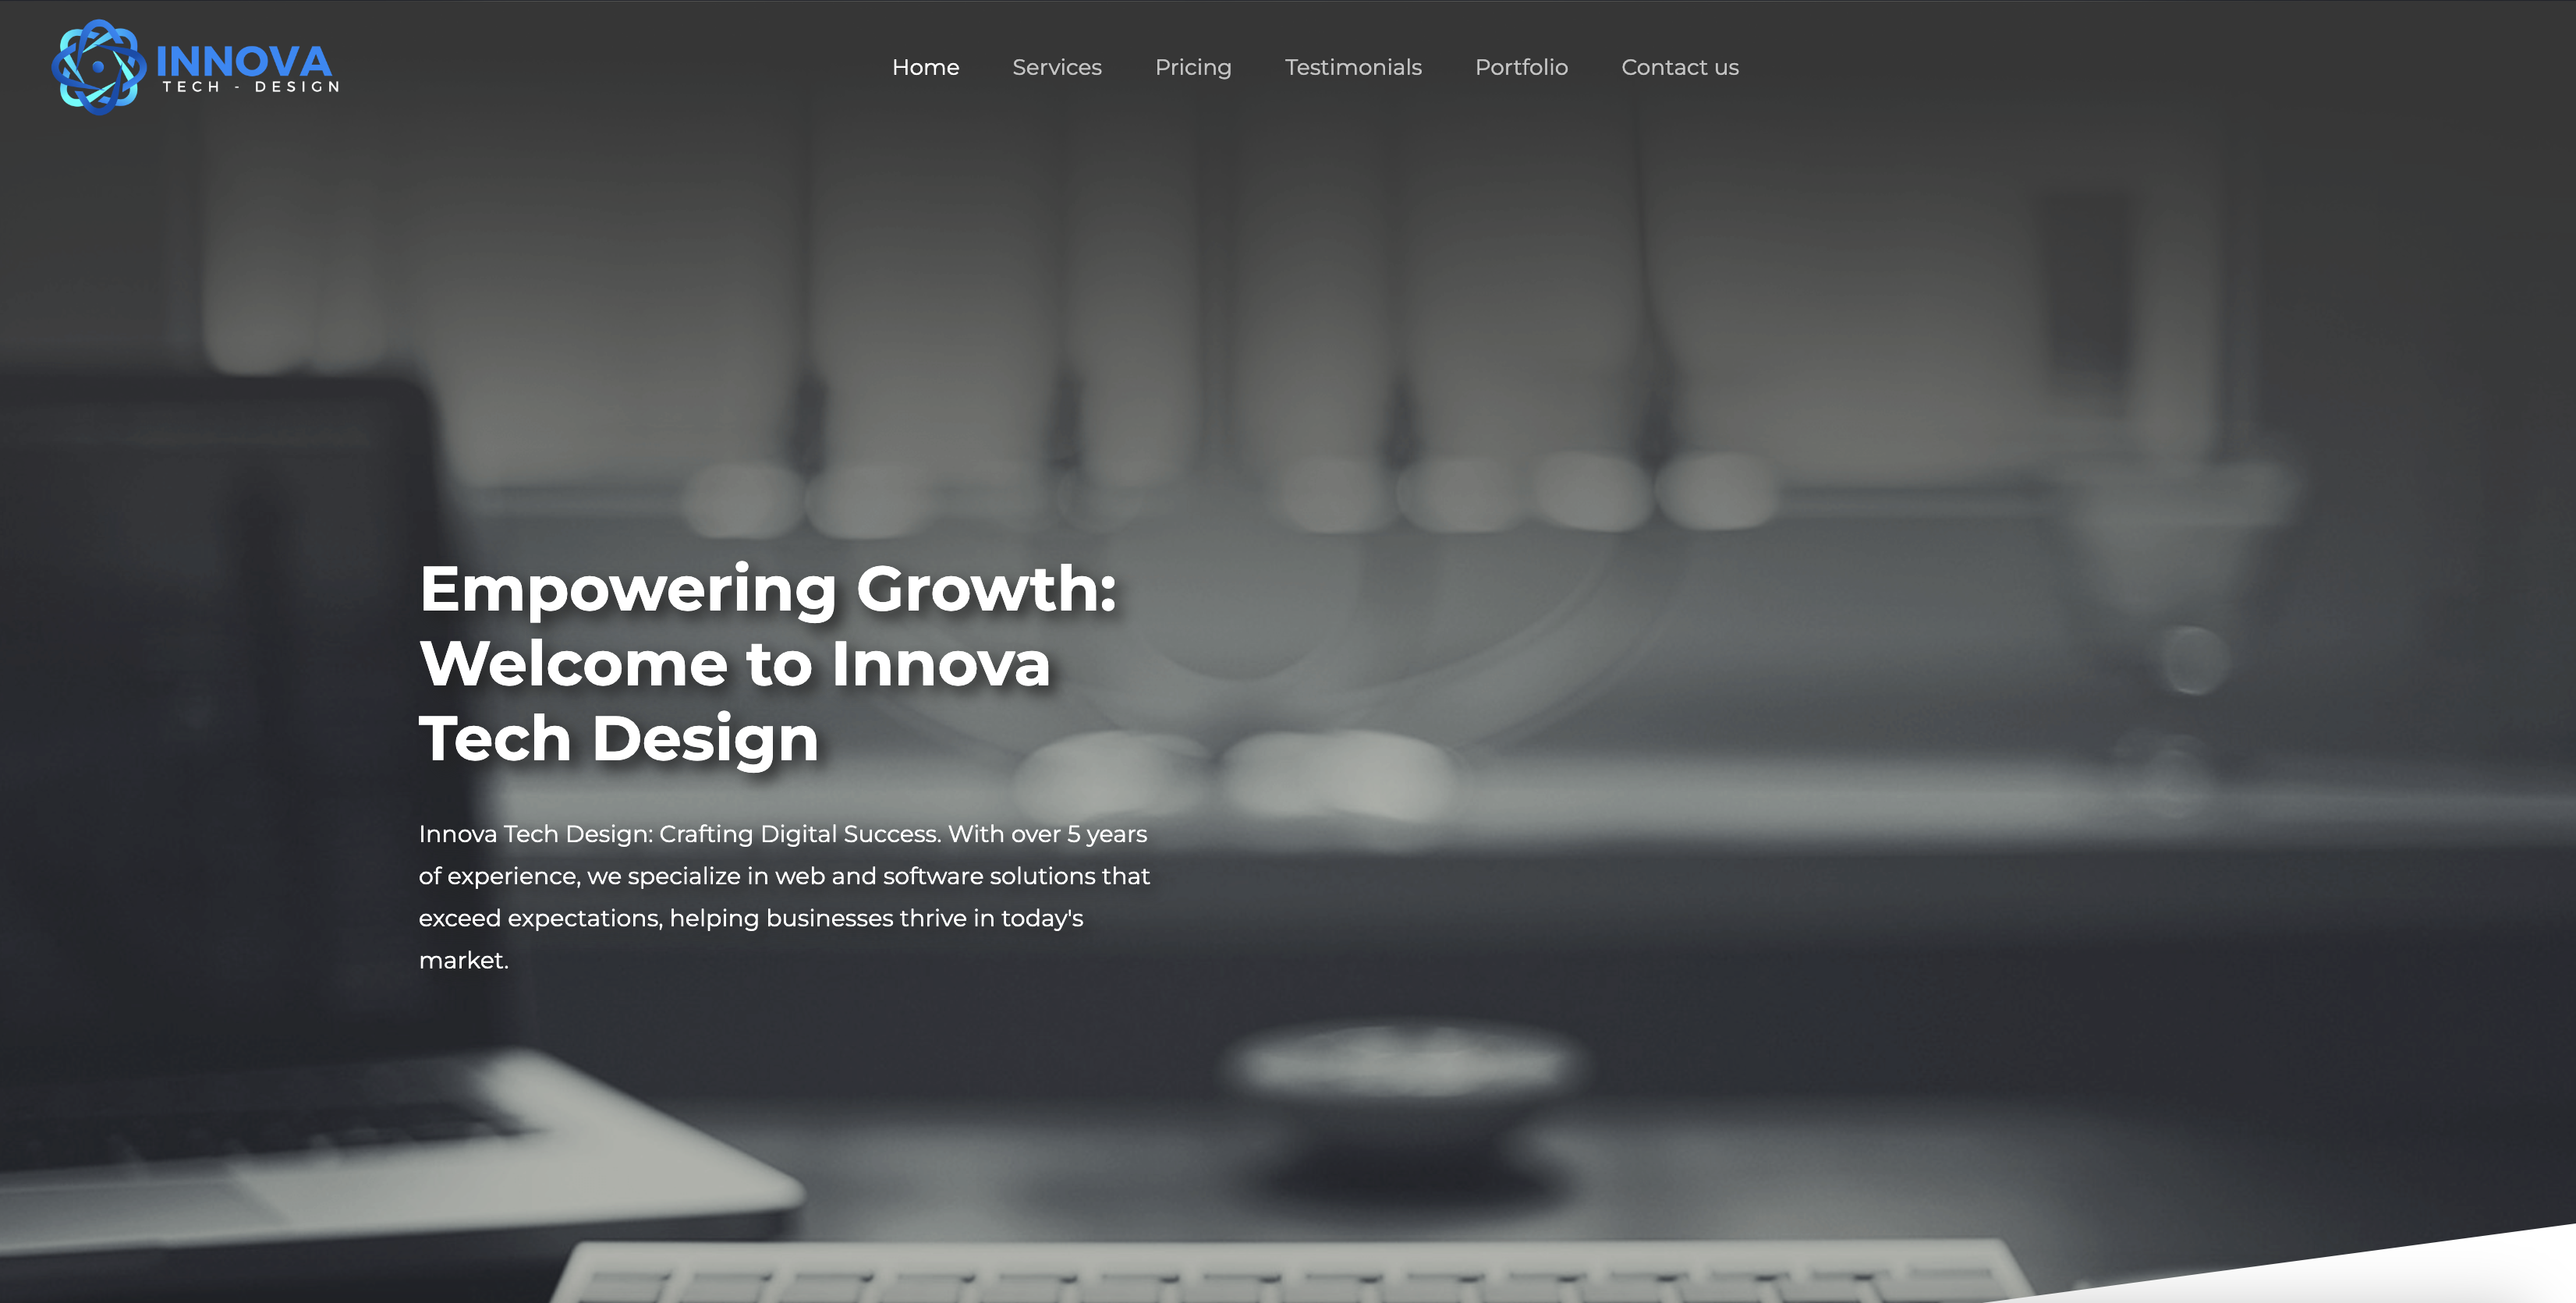 INNOVA
TECH - DESIGN
Home Services Pricing Testimonials Portfolio Contact us
Empowering Growth:
Welcome to Innova
Tech Design
Innova Tech Design: Crafting Digital Success. With over 5 years
of experience, we specialize in web and software solutions that
exceed expectations, helping businesses thrive in today's
market.